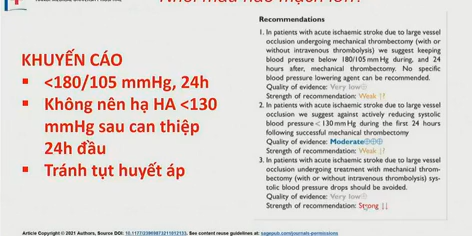 Nhồi máu não mạch lớn?
KHUYẾN CÁO
<180/105 mmHg, 24h
Không nên hạ HA <130
mmHg sau can thiệp
24h đầu
Tránh tụt huyết áp
Recommendations
1. In patients with acute ischaemic stroke due to large vessel
occlusion undergoing mechanical thrombectomy (with or
without intravenous thrombolysis) we suggest keeping
blood pressure below 180/105 mm Hg during, and 24
hours after, mechanical thrombectomy. No specific
blood pressure lowering agent can be recommended.
Quality of evidence: Very low
Strength of recommendation: Weak ↑?
2. In patients with acute ischaemic stroke due to large vessel
occlusion we suggest against actively reducing systolic
blood pressure < 130 mm Hg during the first 24 hours
following successful mechanical thrombectomy
Quality of evidence: Moderate
Strength of recommendation: Weak ↓?
3. In patients with acute ischaemic stroke due to large vessel
occlusion undergoing treatment with mechanical throm-
bectomy (with or without intravenous thrombolysis) sys-
tolic blood pressure drops should be avoided.
Quality of evidence: Very low
Strength of recommendation: Strong ↓↓
Article Copyright © 2021 Authors, Source DOI: 10.1177/23969873211012133. See content reuse guidelines at: sagepub.com/journals-permissions